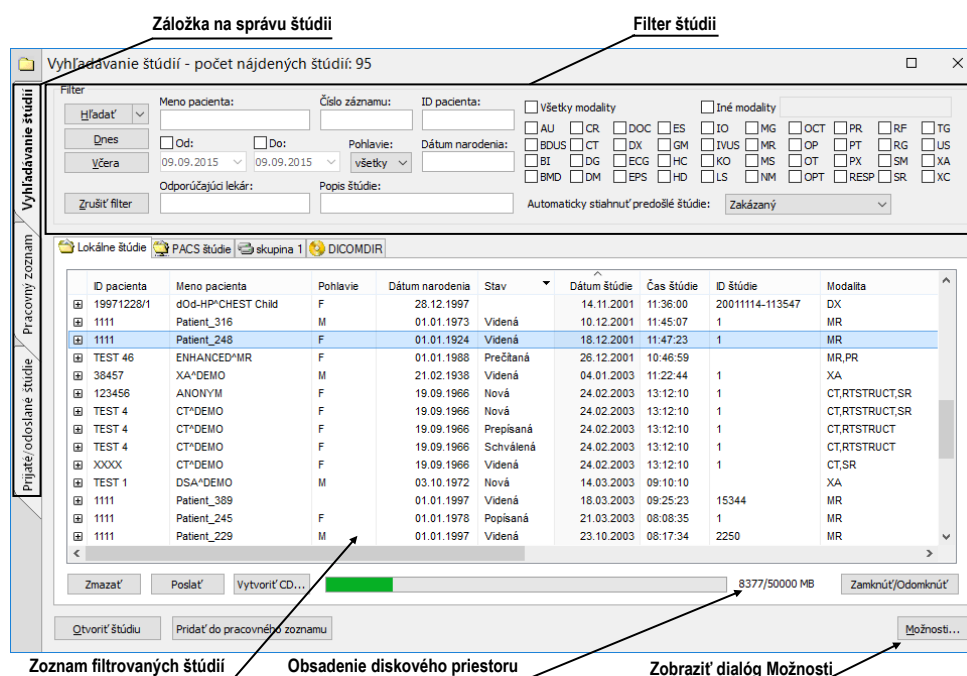 Záložka na správu štúdii Filter štúdii
Vyhľadávanie štúdií - počet nájdených štúdií: 95
Vyhľadávanie štúdií
Pracovný zoznam
Prijaté/odoslané štúdie
Filter
Hľadať Meno pacienta: Číslo záznamu: ID pacienta:
Dnes Od: Do: Pohlavie: Dátum narodenia:
Včera 09.09.2015 09.09.2015 všetky
Odporúčajúci lekár: Popis štúdie:
Zrušiť filter
Všetky modality Iné modality
AU CR DOC ES IO MG OCT PR RF TG
BDUS CT DX GM IVUS MR OP PT RG US
BI DG ECG HC KO MS OT PX SM XA
BMD DM EPS HD LS NM OPT RESP SR XC
Automaticky stiahnuť predošlé štúdie: Zakázaný
Lokálne štúdie PACS štúdie skupina 1 DICOMDIR
ID pacienta Meno pacienta Pohlavie Dátum narodenia Stav Dátum štúdie Čas štúdie ID štúdie Modalita
19971228/1 dOd-HP^CHEST Child F 28.12.1997 14.11.2001 11:36:00 20011114-113547 DX
1111 Patient_316 M 01.01.1973 Videná 10.12.2001 11:45:07 1 MR
1111 Patient_248 F 01.01.1924 Videná 18.12.2001 11:47:23 1 MR
TEST 46 ENHANCED^MR F 01.01.1988 Prečítaná 26.12.2001 10:46:59 MR,PR
38457 XA^DEMO M 21.02.1938 Videná 04.01.2003 11:22:44 1 XA
123456 ANONYM F 19.09.1966 Nová 24.02.2003 13:12:10 1 CT,RTSTRUCT,SR
TEST 4 CT^DEMO F 19.09.1966 Nová 24.02.2003 13:12:10 1 CT,RTSTRUCT,SR
TEST 4 CT^DEMO F 19.09.1966 Prepísaná 24.02.2003 13:12:10 1 CT,RTSTRUCT
TEST 4 CT^DEMO F 19.09.1966 Schválená 24.02.2003 13:12:10 1 CT,RTSTRUCT
XXXX CT^DEMO F 19.09.1966 Videná 24.02.2003 13:12:10 1 CT,SR
TEST 1 DSA^DEMO M 03.10.1972 Nová 14.03.2003 09:10:10 XA
1111 Patient_389 01.01.1997 Videná 18.03.2003 09:25:23 15344 MR
1111 Patient_245 F 01.01.1978 Popísaná 21.03.2003 08:08:35 1 MR
1111 Patient_229 M 01.01.1997 Videná 23.10.2003 08:17:34 2250 MR
Zmazať Poslať Vytvoriť CD... 8377/50000 MB Zamknúť/Odomknúť
Otvoriť štúdiu Pridať do pracovného zoznamu Možnosti...
Zoznam filtrovaných štúdií Obsadenie diskového priestoru Zobraziť dialóg Možnosti